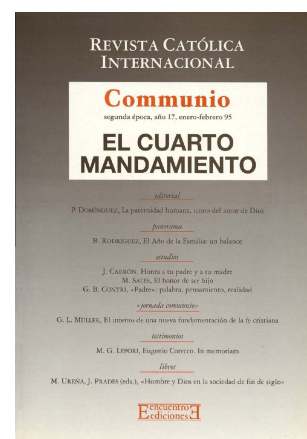 REVISTA CATÓLICA
INTERNACIONAL
Communio
segunda época, año 17, enero-febrero 95
EL CUARTO
MANDAMIENTO
editorial
P. DOMÍNGUEZ, La paternidad humana, icono del amor de Dios
panorama
B. RODRÍGUEZ, El Año de la Familia: un balance
estudios
J. CARRÓN, Honra a tu padre y a tu madre
M. SALES, El honor de ser hijo
G. B. CONTRI, «Padre»: palabra, pensamiento, realidad
«jornada communio»
G. L. MÜLLER, El intento de una nueva fundamentación de la fe cristiana
testimonios
M. G. LEPORI, Eugenio Corecco. In memoriam
libros
M. UREÑA, J. PRADES (eds.), «Hombre y Dios en la sociedad de fin de siglo»
Encuentro
Ediciones